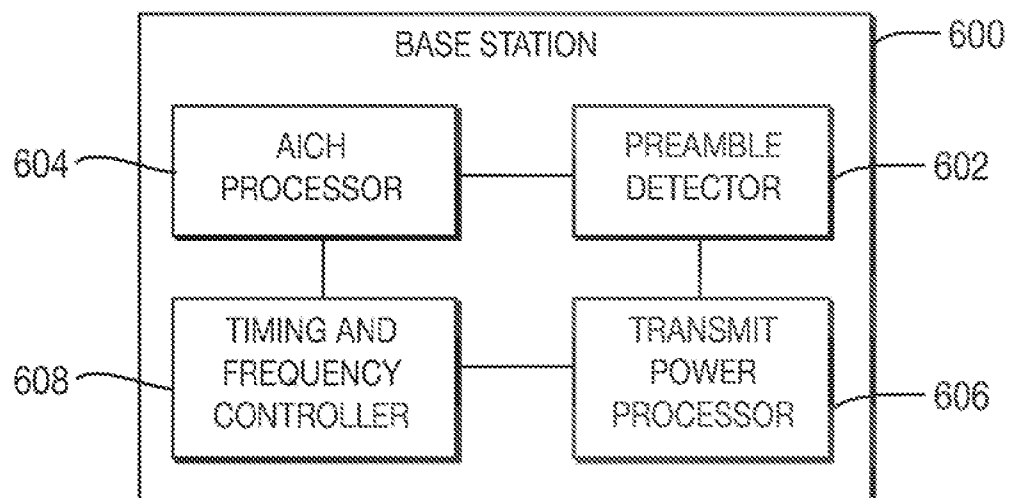 BASE STATION
600
604
AICH
PROCESSOR
PREAMBLE
DETECTOR
602
608
TIMING AND
FREQUENCY
CONTROLLER
TRANSMIT
POWER
PROCESSOR
606